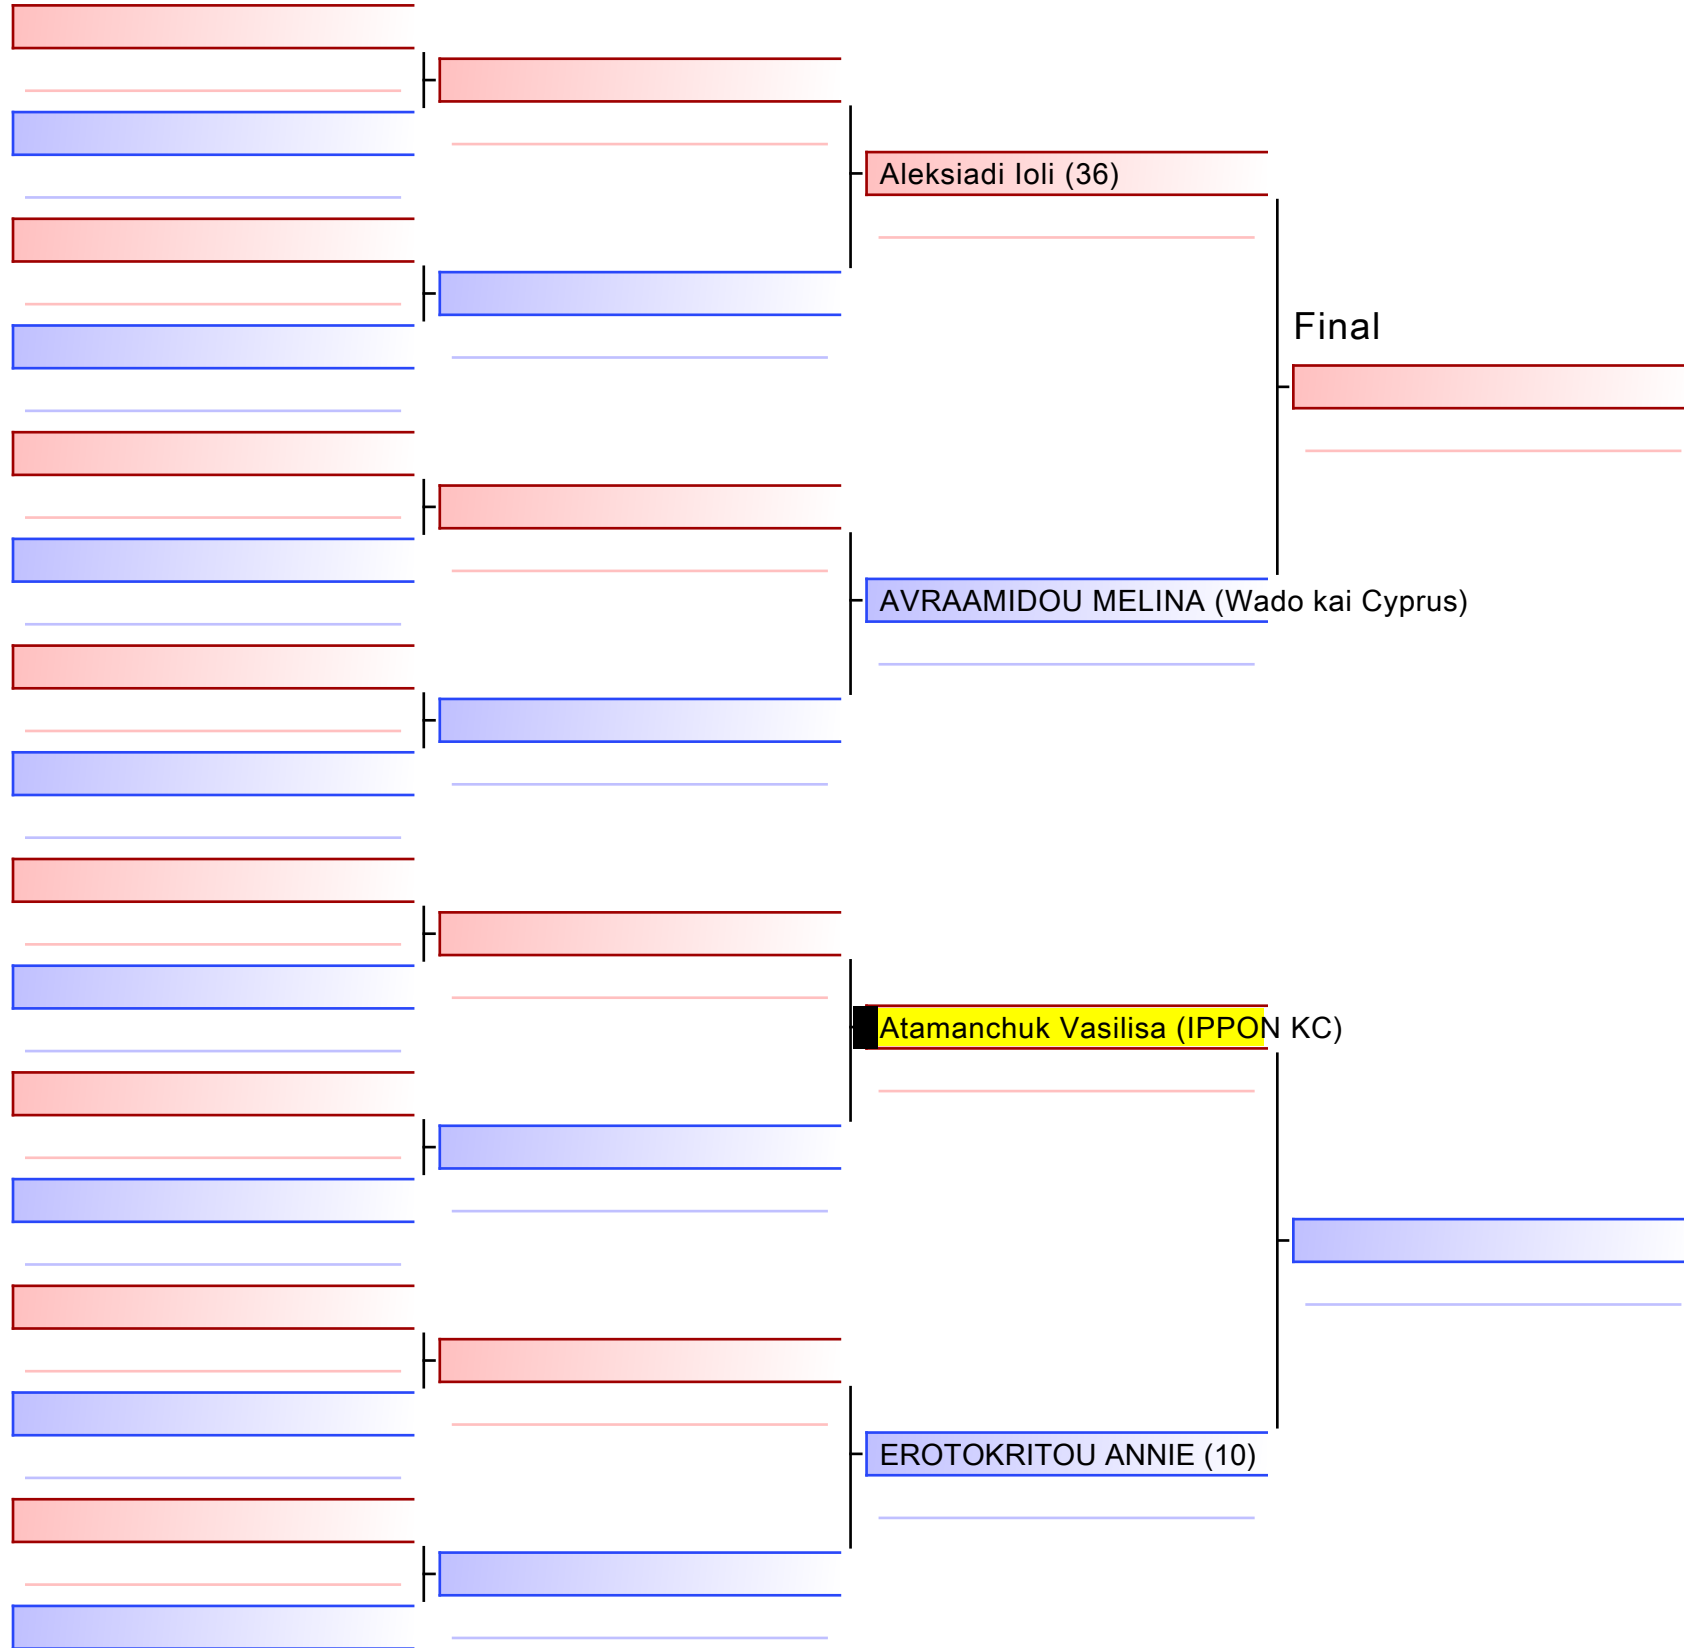 Aleksiadi Ioli (36)
Final
AVRAAMIDOU MELINA (Wado kai Cyprus)
Atamanchuk Vasilisa (IPPON KC)
EROTOKRITOU ANNIE (10)